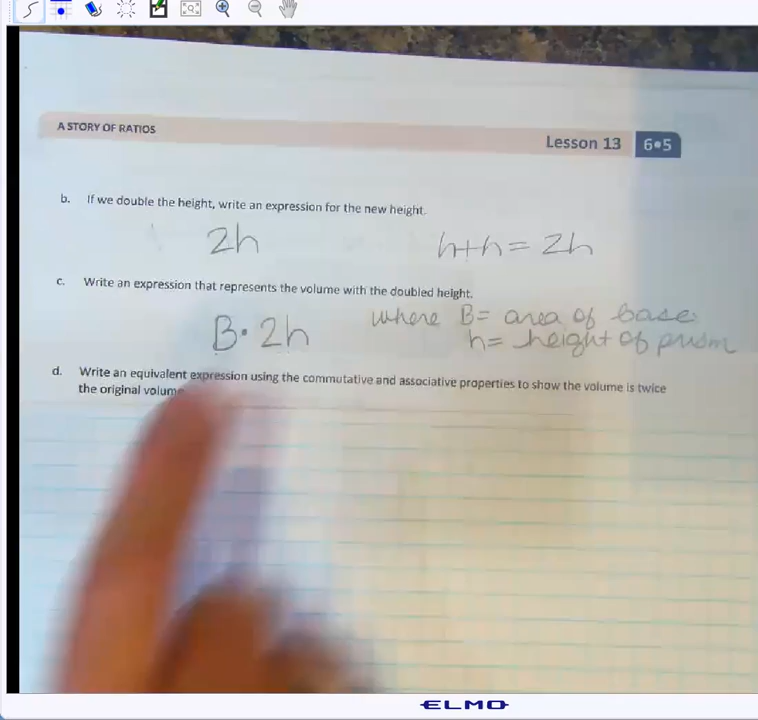 A STORY OF RATIOS
Lesson 13 6•5
b. If we double the height, write an expression for the new height.
2h h+h = 2h
c. Write an expression that represents the volume with the doubled height.
B • 2h where B = area of base
h = height of prism
d. Write an equivalent expression using the commutative and associative properties to show the volume is twice
the original volume
ELMO